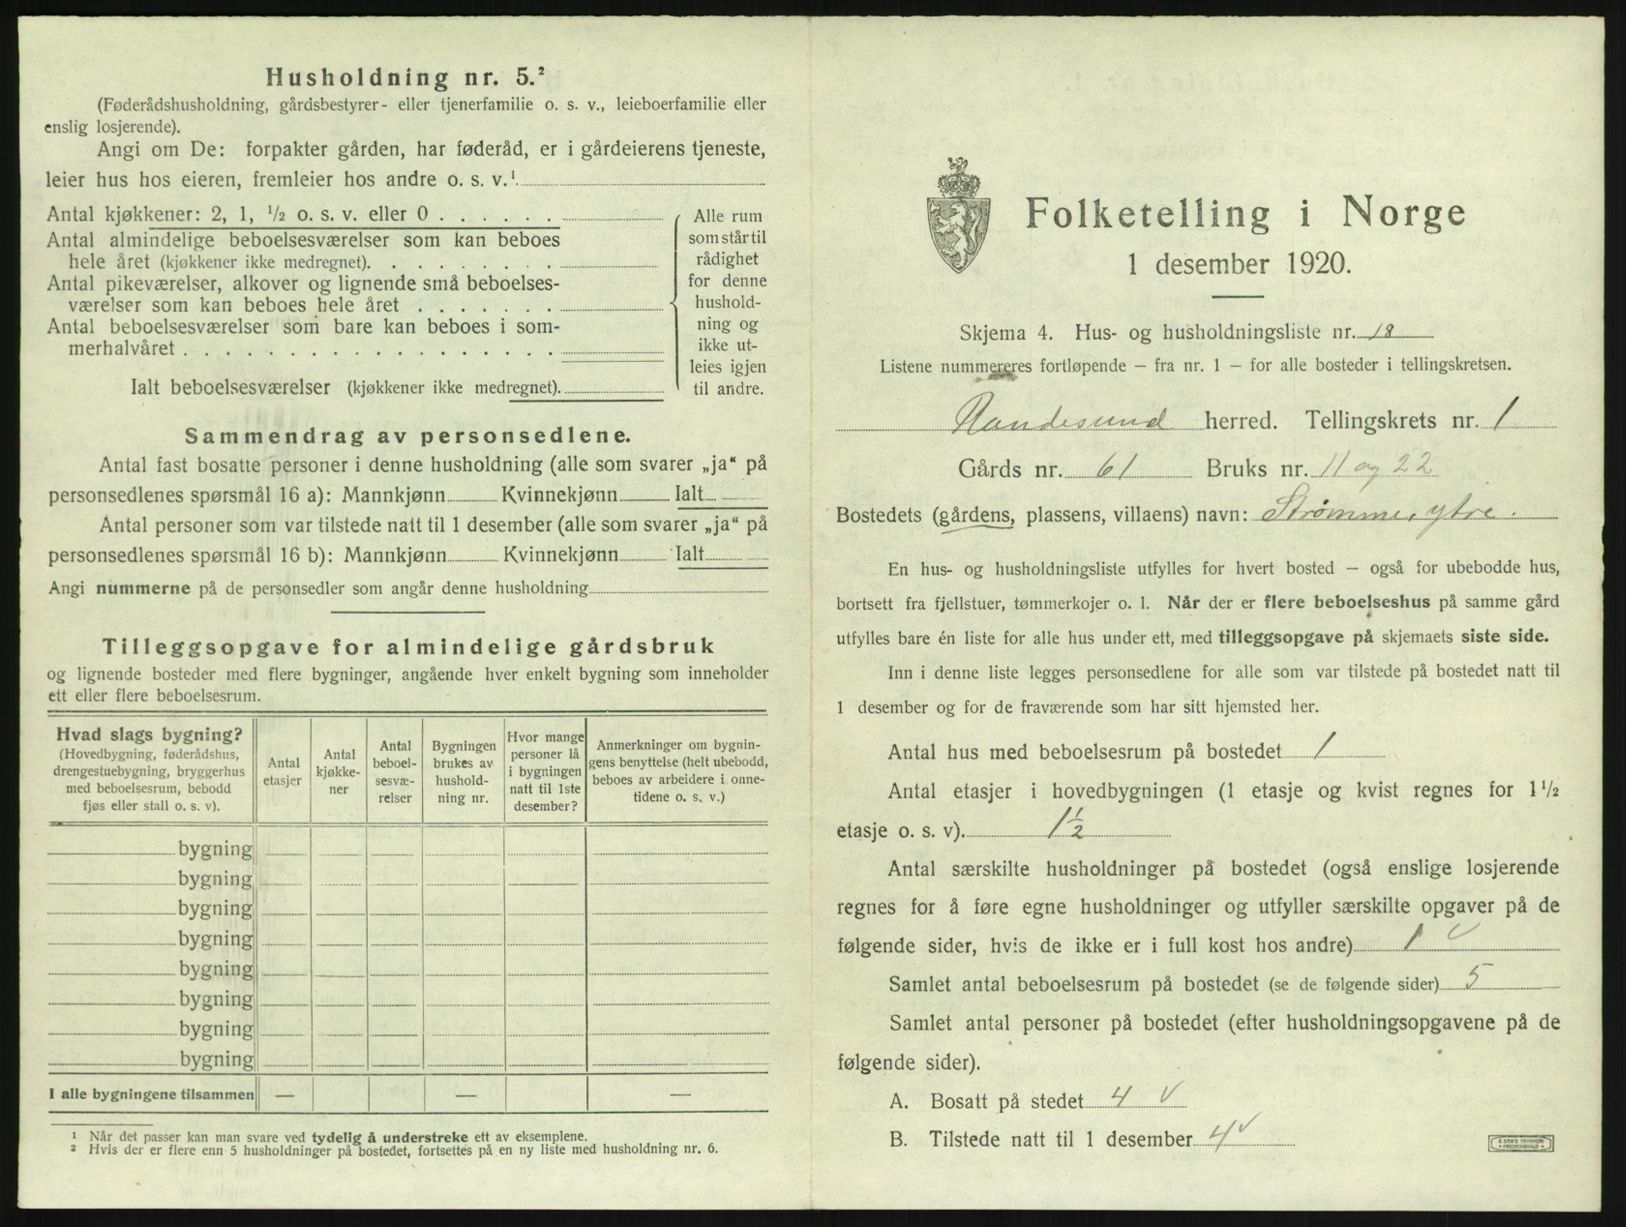 Husholdning nr. 5.²
(Føderådshusholdning, gårdsbestyrer- eller tjenerfamilie o. s. v., leieboerfamilie eller
enslig losjerende).
Angi om De: forpakter gården, har føderåd, er i gårdeierens tjeneste,
leier hus hos eieren, fremleier hos andre o. s. v.¹
Antal kjøkkener: 2, 1, ½ o. s. v. eller 0 . . . . . .
Antal almindelige beboelsesværelser som kan beboes
hele året (kjøkkener ikke medregnet). . . . . . . . .
Antal pikeværelser, alkover og lignende små beboelses-
værelser som kan beboes hele året . . . . . . .
Antal beboelsesværelser som bare kan beboes i som-
merhalvåret . . . . . . . . . . . . . . . . .
Ialt beboelsesværelser (kjøkkener ikke medregnet).
Alle rum
som står til
rådighet
for denne
hushold-
ning og
ikke ut-
leies igjen
til andre.
Sammendrag av personsedlene.
Antal fast bosatte personer i denne husholdning (alle som svarer „ja“ på
personsedlenes spørsmål 16 a): Mannkjønn Kvinnekjønn Ialt
Antal personer som var tilstede natt til 1 desember (alle som svarer „ja“ på
personsedlenes spørsmål 16 b): Mannkjønn Kvinnekjønn Ialt
Angi nummerne på de personsedler som angår denne husholdning
Tilleggsopgave for almindelige gårdsbruk
og lignende bosteder med flere bygninger, angående hver enkelt bygning som inneholder
ett eller flere beboelsesrum.
Hvad slags bygning?
(Hovedbygning, føderådshus,
drengestuebygning, bryggerhus
med beboelsesrum, bebodd
fjøs eller stall o. s. v).
Antal
etasjer
Antal
kjøkke-
ner
Antal
beboel-
sesvæ-
relser
Bygningen
brukes av
hushold-
ning nr.
Hvor mange
personer lå
i bygningen
natt til 1ste
desember?
Anmerkninger om bygnin-
gens benyttelse (helt ubebodd,
beboes av arbeidere i onne-
tidene o. s. v.)
bygning
bygning
bygning
bygning
bygning
bygning
bygning
bygning
I alle bygningene tilsammen — — —
¹ Når det passer kan man svare ved tydelig å understreke ett av eksemplene.
² Hvis der er flere enn 5 husholdninger på bostedet, fortsettes på en ny liste med husholdning nr. 6.
Folketelling i Norge
1 desember 1920.
Skjema 4. Hus- og husholdningsliste nr. 18
Listene nummereres fortløpende — fra nr. 1 — for alle bosteder i tellingskretsen.
Randesund herred. Tellingskrets nr. 1
Gårds nr. 61 Bruks nr. 11 og 22
Bostedets (gårdens, plassens, villaens) navn: Strømme, ytre.
En hus- og husholdningsliste utfylles for hvert bosted — også for ubebodde hus,
bortsett fra fjellstuer, tømmerkojer o. l. Når der er flere beboelseshus på samme gård
utfylles bare én liste for alle hus under ett, med tilleggsopgave på skjemaets siste side.
Inn i denne liste legges personsedlene for alle som var tilstede på bostedet natt til
1 desember og for de fraværende som har sitt hjemsted her.
Antal hus med beboelsesrum på bostedet 1
Antal etasjer i hovedbygningen (1 etasje og kvist regnes for 1½
etasje o. s. v). 1½
Antal særskilte husholdninger på bostedet (også enslige losjerende
regnes for å føre egne husholdninger og utfyller særskilte opgaver på de
følgende sider, hvis de ikke er i full kost hos andre) 1 v
Samlet antal beboelsesrum på bostedet (se de følgende sider) 5
Samlet antal personer på bostedet (efter husholdningsopgavene på de
følgende sider).
A. Bosatt på stedet 4 v
B. Tilstede natt til 1 desember 4 v